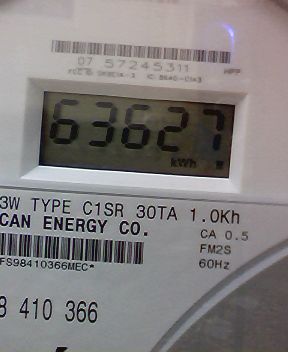 07 57245311
63627
kWh
3W TYPE C1SR 30TA 1.0Kh
CAN ENERGY CO.
CA 0.5
FM2S
60Hz
FS98410366MEC*
8 410 366